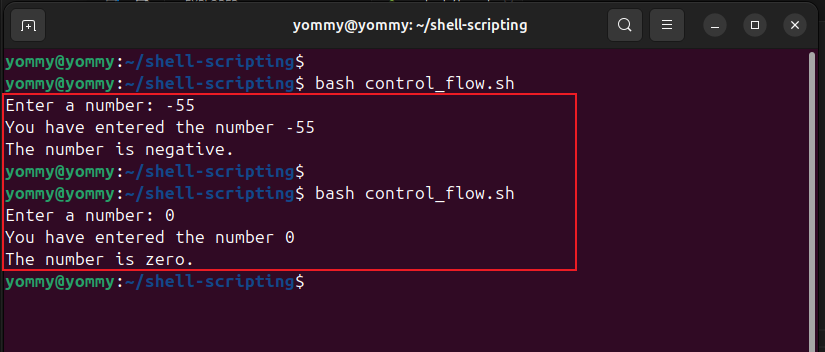 yommy@yommy: ~/shell-scripting
yommy@yommy:~/shell-scripting$
yommy@yommy:~/shell-scripting$ bash control_flow.sh
Enter a number: -55
You have entered the number -55
The number is negative.
yommy@yommy:~/shell-scripting$
yommy@yommy:~/shell-scripting$ bash control_flow.sh
Enter a number: 0
You have entered the number 0
The number is zero.
yommy@yommy:~/shell-scripting$